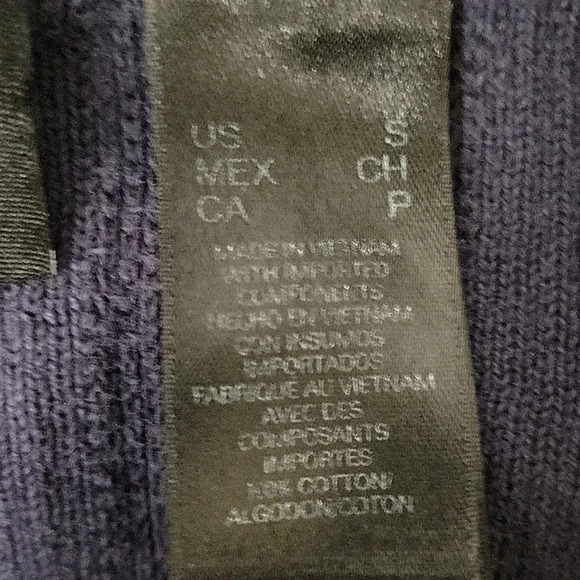 US S
MEX CH
CA P
MADE IN VIETNAM
WITH IMPORTED
COMPONENTS
HECHO EN VIETNAM
CON INSUMOS
IMPORTADOS
FABRIQUE AU VIETNAM
AVEC DES
COMPOSANTS
IMPORTES
COTTON/
ALGODON/COTON